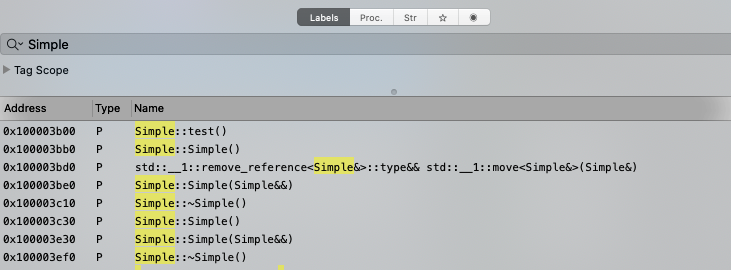 Labels Proc. Str
Simple
Tag Scope
Address Type Name
0x100003b00 P Simple::test()
0x100003bb0 P Simple::Simple()
0x100003bd0 P std::__1::remove_reference<Simple&>::type&& std::__1::move<Simple&>(Simple&)
0x100003be0 P Simple::Simple(Simple&&)
0x100003c10 P Simple::~Simple()
0x100003c30 P Simple::Simple()
0x100003e30 P Simple::Simple(Simple&&)
0x100003ef0 P Simple::~Simple()